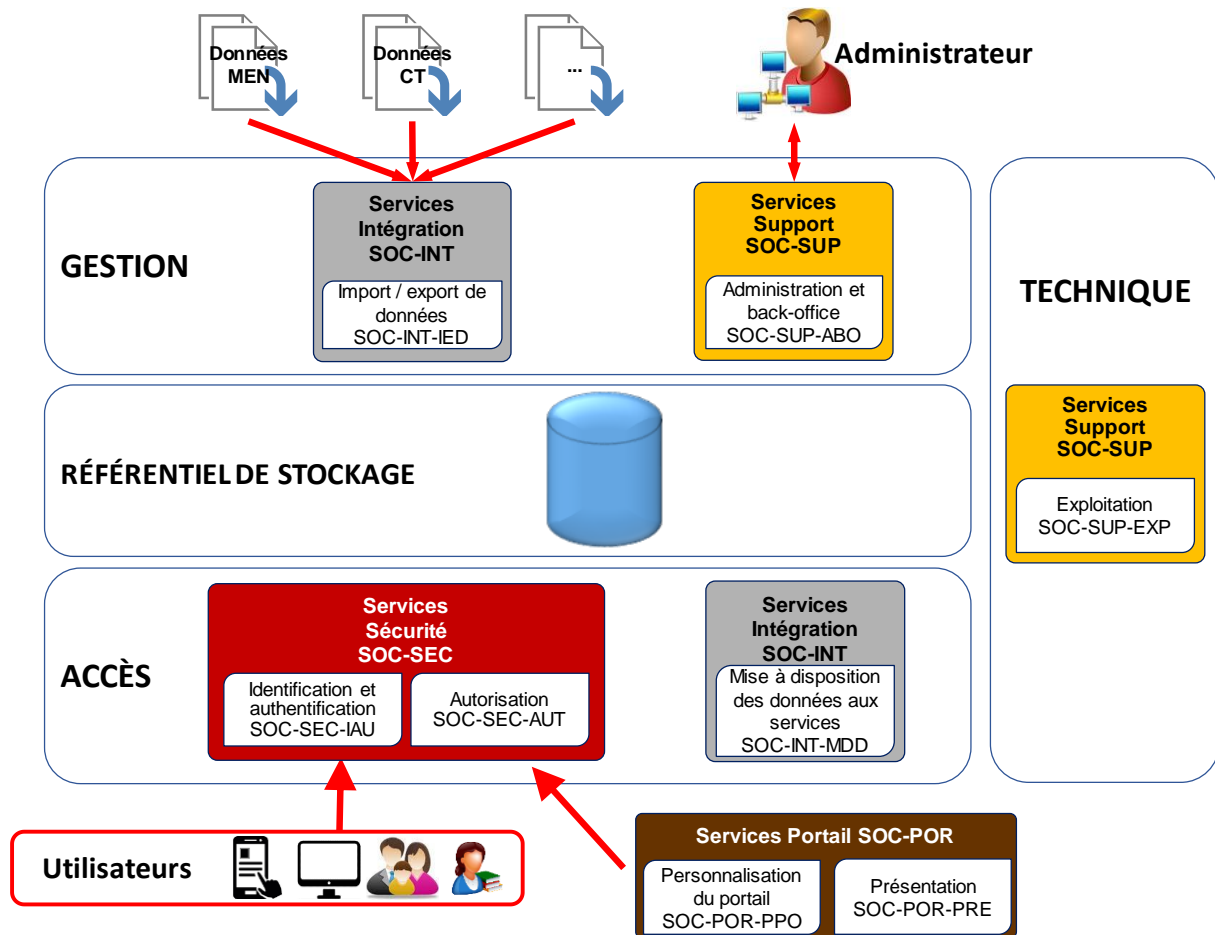 Données
MEN
Données
CT
...
Administrateur
GESTION
Services
Intégration
SOC-INT
Import / export de
données
SOC-INT-IED
Services
Support
SOC-SUP
Administration et
back-office
SOC-SUP-ABO
TECHNIQUE
Services
Support
SOC-SUP
Exploitation
SOC-SUP-EXP
RÉFÉRENTIEL DE STOCKAGE
ACCÈS
Services
Sécurité
SOC-SEC
Identification et
authentification
SOC-SEC-IAU
Autorisation
SOC-SEC-AUT
Services
Intégration
SOC-INT
Mise à disposition
des données aux
services
SOC-INT-MDD
Utilisateurs
Services Portail SOC-POR
Personnalisation
du portail
SOC-POR-PPO
Présentation
SOC-POR-PRE